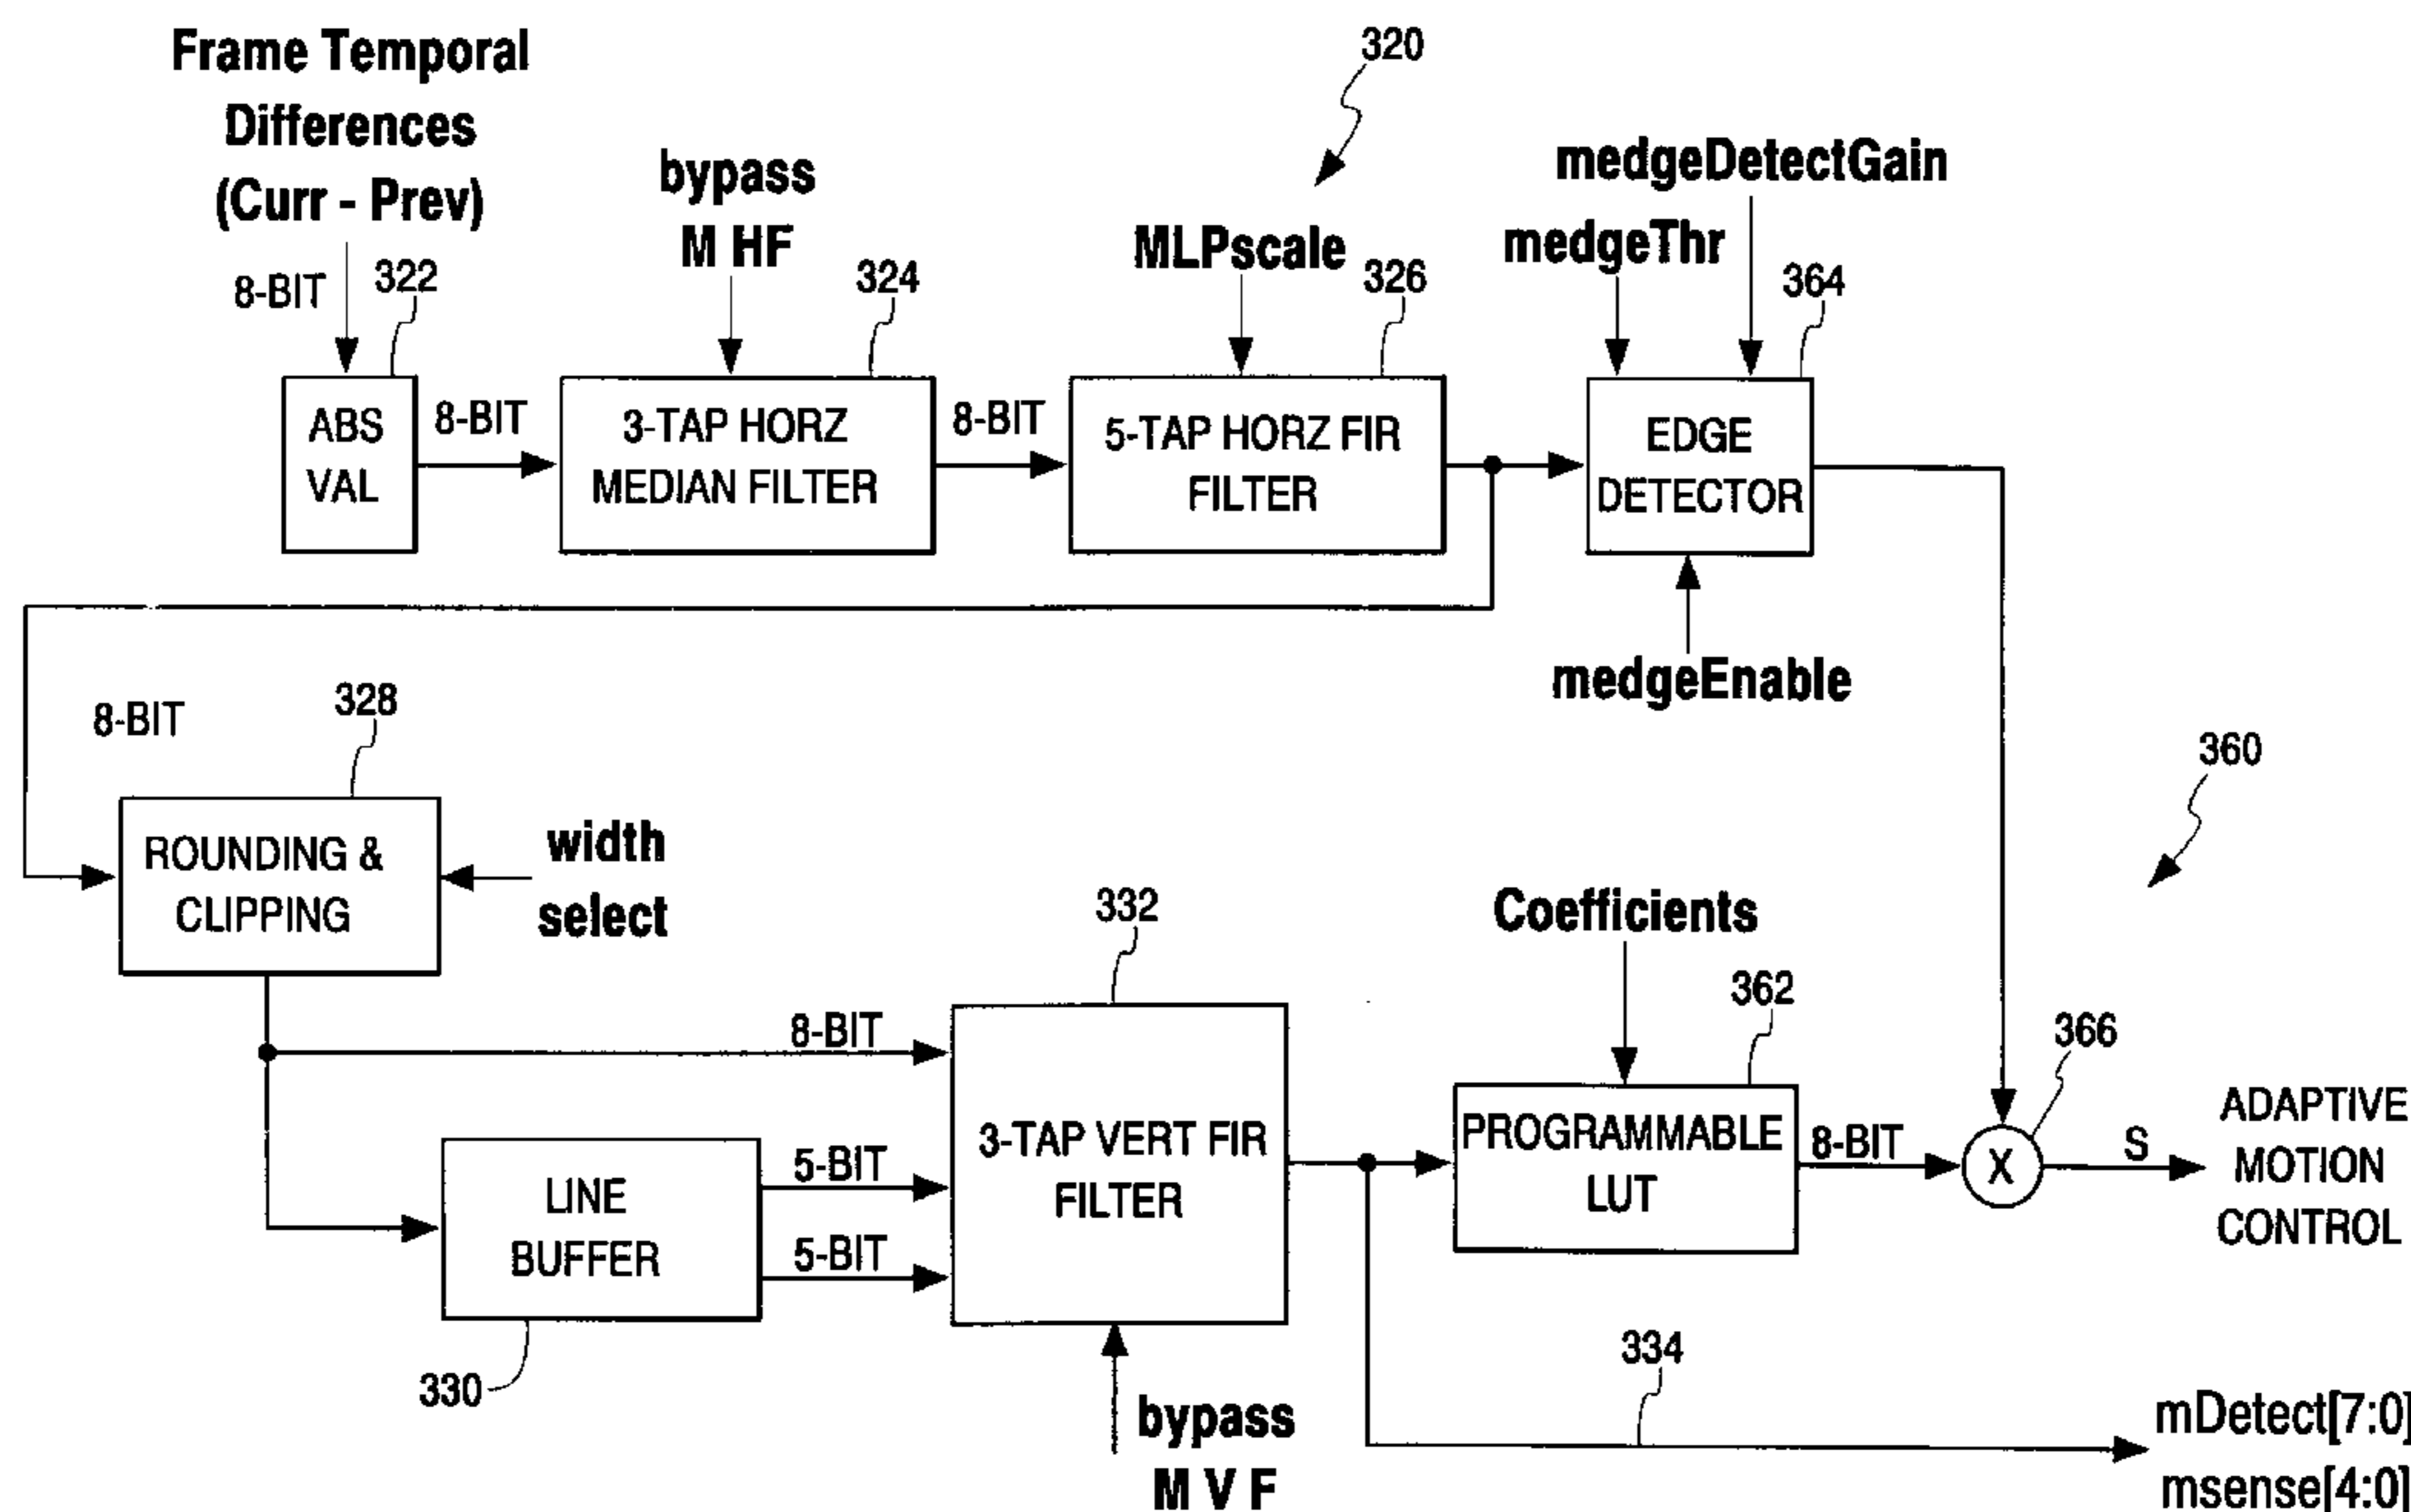 Frame Temporal
Differences
(Curr - Prev)
8-BIT
322
bypass
M HF
324
MLPscale
326
320
medgeDetectGain
medgeThr
364
ABS
VAL
8-BIT
3-TAP HORZ
MEDIAN FILTER
8-BIT
5-TAP HORZ FIR
FILTER
EDGE
DETECTOR
medgeEnable
8-BIT
328
360
ROUNDING &
CLIPPING
width
select
332
Coefficients
362
366
8-BIT
LINE
BUFFER
5-BIT
5-BIT
330
3-TAP VERT FIR
FILTER
PROGRAMMABLE
LUT
8-BIT
X
S
ADAPTIVE
MOTION
CONTROL
334
bypass
M V F
mDetect[7:0]
msense[4:0]